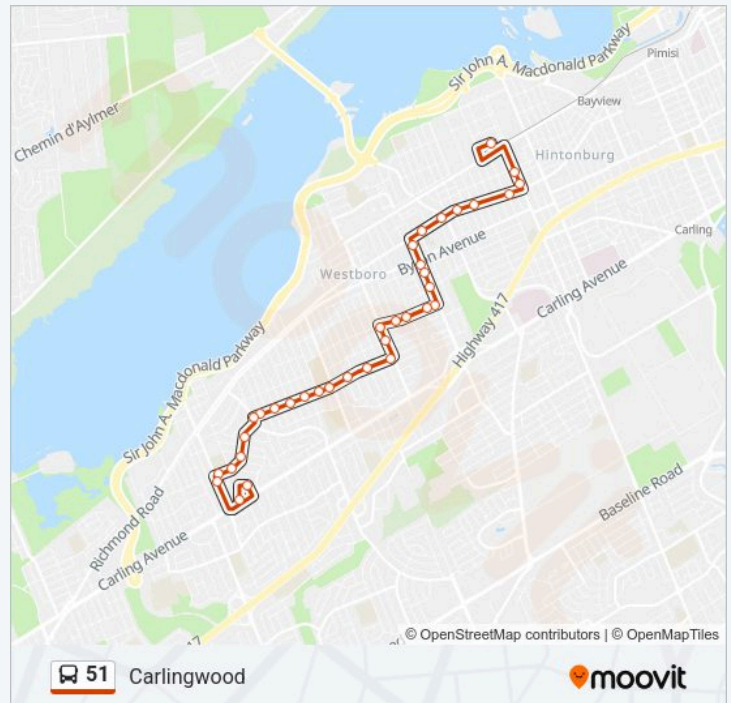 Pimisi
Sir John A. Macdonald Parkway
Bayview
Chemin d'Aylmer
Hintonburg
Carling
Byron Avenue
Westboro
Carling Avenue
Highway 417
Sir John A. Macdonald Parkway
Baseline Road
Richmond Road
Carling Avenue
17
© OpenStreetMap contributors | © OpenMapTiles
51 Carlingwood
moovit